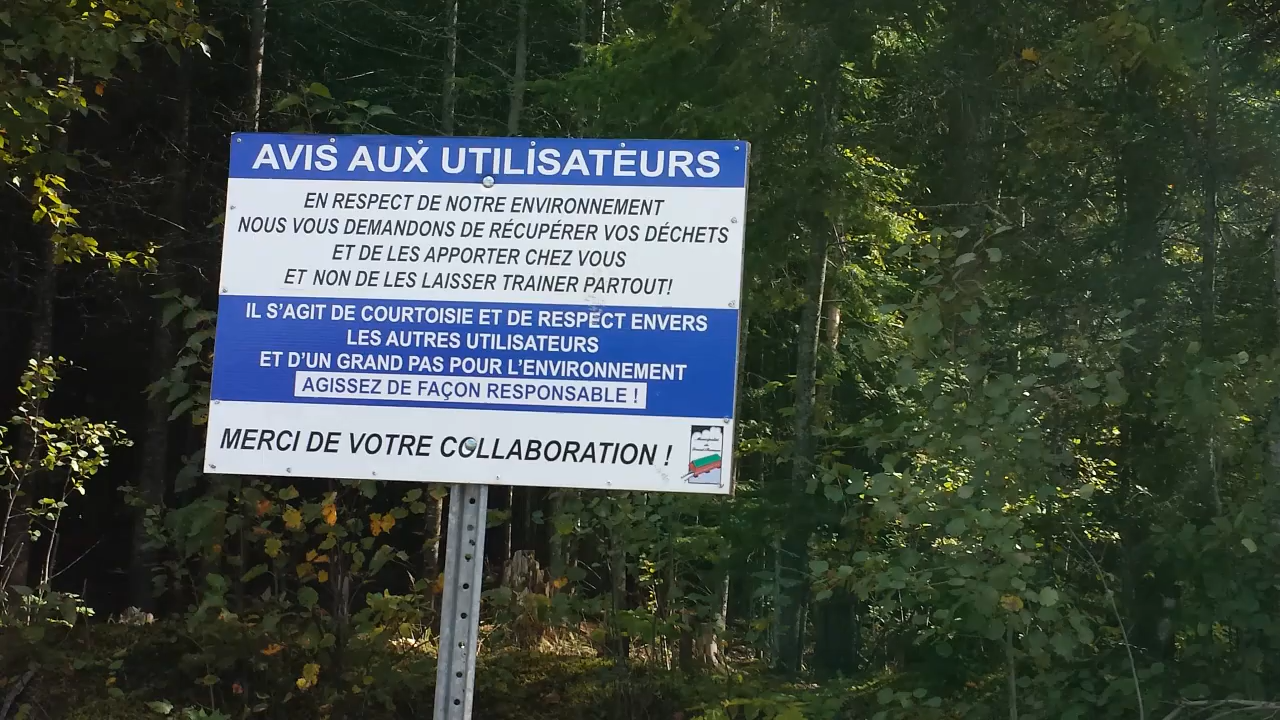 AVIS AUX UTILISATEURS
EN RESPECT DE NOTRE ENVIRONNEMENT
NOUS VOUS DEMANDONS DE RÉCUPÉRER VOS DÉCHETS
ET DE LES APPORTER CHEZ VOUS
ET NON DE LES LAISSER TRAINER PARTOUT!
IL S'AGIT DE COURTOISIE ET DE RESPECT ENVERS
LES AUTRES UTILISATEURS
ET D'UN GRAND PAS POUR L'ENVIRONNEMENT
AGISSEZ DE FAÇON RESPONSABLE !
MERCI DE VOTRE COLLABORATION !